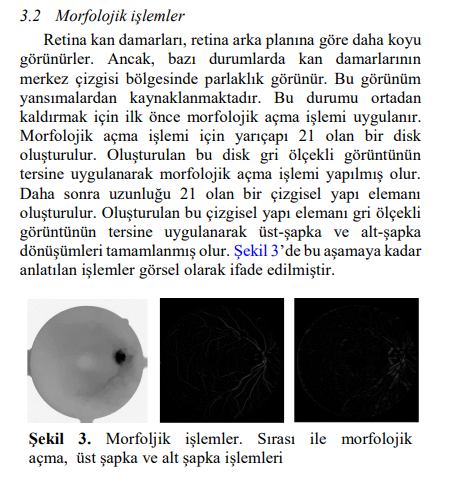 3.2 Morfolojik işlemler
Retina kan damarları, retina arka planına göre daha koyu
görünürler. Ancak, bazı durumlarda kan damarlarının
merkez çizgisi bölgesinde parlaklık görünür. Bu görünüm
yansımalardan kaynaklanmaktadır. Bu durumu ortadan
kaldırmak için ilk önce morfolojik açma işlemi uygulanır.
Morfolojik açma işlemi için yarıçapı 21 olan bir disk
oluşturulur. Oluşturulan bu disk gri ölçekli görüntünün
tersine uygulanarak morfolojik açma işlemi yapılmış olur.
Daha sonra uzunluğu 21 olan bir çizgisel yapı elemanı
oluşturulur. Oluşturulan bu çizgisel yapı elemanı gri ölçekli
görüntünün tersine uygulanarak üst-şapka ve alt-şapka
dönüşümleri tamamlanmış olur. Şekil 3’de bu aşamaya kadar
anlatılan işlemler görsel olarak ifade edilmiştir.
Şekil 3. Morfoljik işlemler. Sırası ile morfolojik
açma, üst şapka ve alt şapka işlemleri